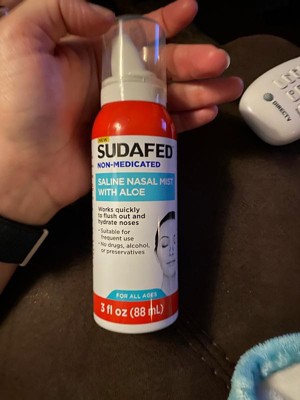 NEW
SUDAFED
NON-MEDICATED
SALINE NASAL MIST
WITH ALOE
Works quickly
to flush out and
hydrate noses
• Suitable for
frequent use
• No drugs, alcohol,
or preservatives
FOR ALL AGES
3 fl oz (88 mL)
DIRECTV